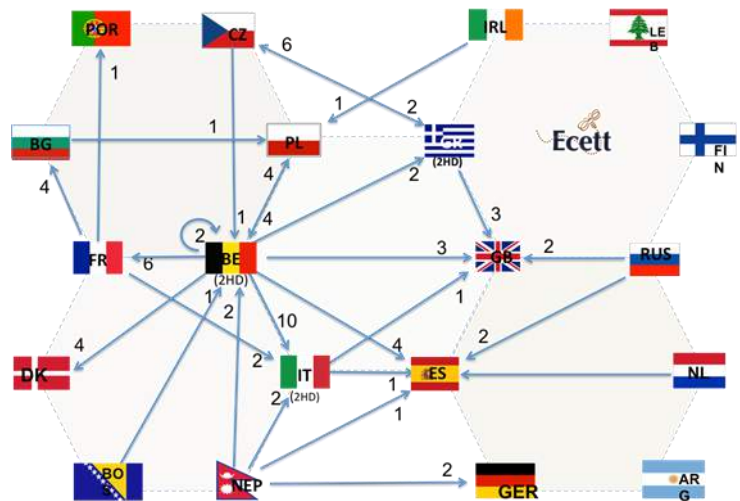 POR
CZ
IRL
LE
B
6
1
2
1
BG
1
PL
GR
(2HD)
Ecett
FI
N
4
4
2
4
1
3
FR
6
2
BE
(2HD)
3
GB
2
RUS
1
2
10
1
2
4
4
2
DK
IT
(2HD)
1
ES
NL
2
1
BO
S
NEP
2
GER
AR
G